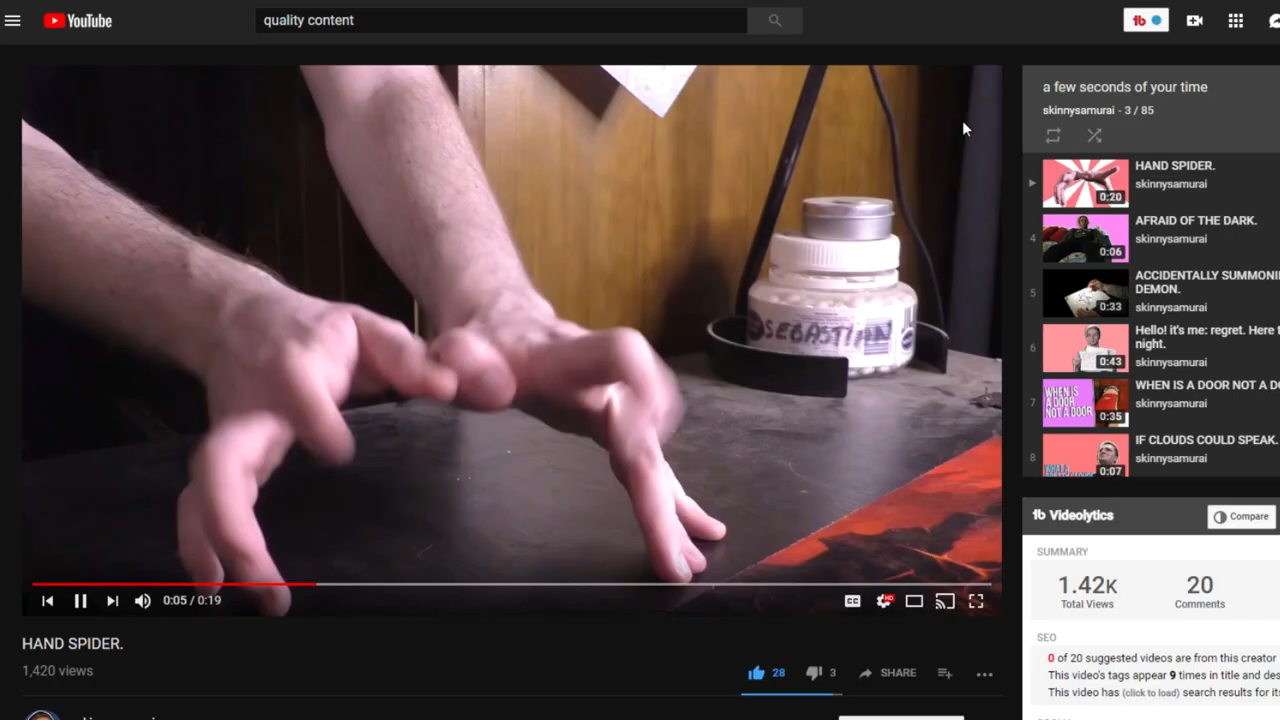 YouTube
quality content
tb
SEBASTIAN
0:05 / 0:19
HD
HAND SPIDER.
1,420 views
28
3
SHARE
a few seconds of your time
skinnysamurai - 3 / 85
HAND SPIDER.
skinnysamurai
0:20
4
AFRAID OF THE DARK.
skinnysamurai
0:06
5
ACCIDENTALLY SUMMONI
DEMON.
skinnysamurai
0:33
6
Hello! it's me: regret. Here
night.
skinnysamurai
0:43
7
WHEN IS
A DOOR
NOT A DOOR
WHEN IS A DOOR NOT A DO
skinnysamurai
0:35
8
IF CLOUDS COULD SPEAK.
skinnysamurai
0:07
tb Videolytics
Compare
SUMMARY
1.42K
20
Total Views
Comments
SEO
0 of 20 suggested videos are from this creator
This video's tags appear 9 times in title and des
This video has (click to load) search results for its